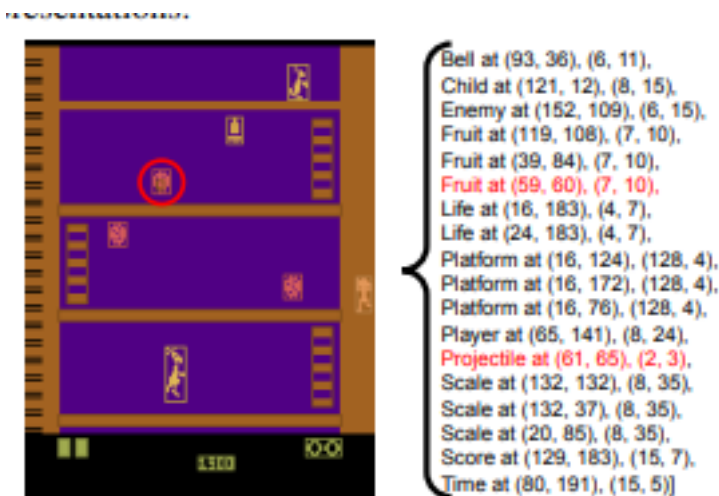 Bell at (93, 36), (6, 11),
Child at (121, 12), (8, 15),
Enemy at (152, 109), (6, 15),
Fruit at (119, 108), (7, 10),
Fruit at (39, 84), (7, 10),
Fruit at (59, 60), (7, 10),
Life at (16, 183), (4, 7),
Life at (24, 183), (4, 7),
Platform at (16, 124), (128, 4),
Platform at (16, 172), (128, 4),
Platform at (16, 76), (128, 4),
Player at (65, 141), (8, 24),
Projectile at (61, 65), (2, 3),
Scale at (132, 132), (8, 35),
Scale at (132, 37), (8, 35),
Scale at (20, 85), (8, 35),
Score at (129, 183), (15, 7),
Time at (80, 191), (15, 5)]